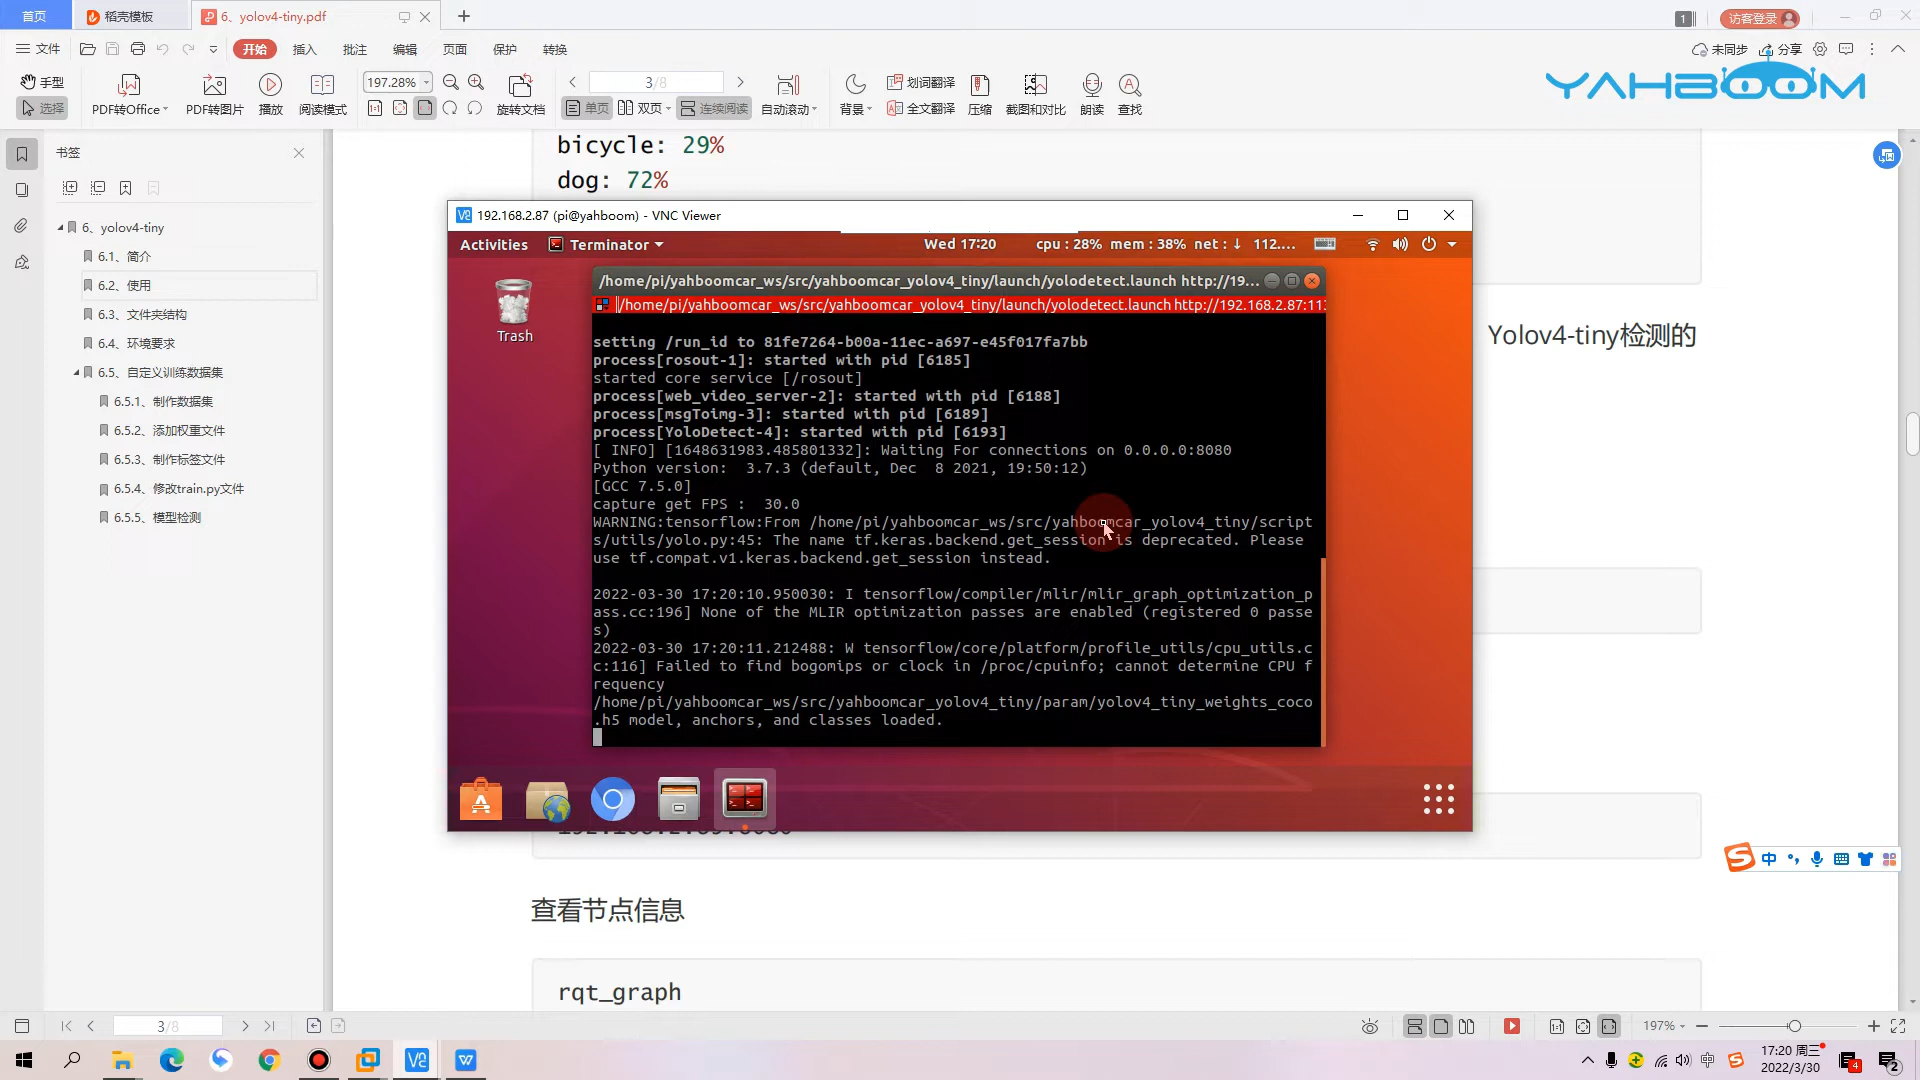 首页
稻壳模板
6、yolov4-tiny.pdf
1
访客登录
文件
开始
插入
批注
编辑
页面
保护
转换
未同步
分享
手型
选择
PDF转Office
PDF转图片
播放
阅读模式
197.28%
旋转文档
3/8
单页
双页
连续阅读
自动滚动
背景
划词翻译
全文翻译
压缩
截图和对比
朗读
查找
YAHBOOM
书签
6、yolov4-tiny
6.1、简介
6.2、使用
6.3、文件夹结构
6.4、环境要求
6.5、自定义训练数据集
6.5.1、制作数据集
6.5.2、添加权重文件
6.5.3、制作标签文件
6.5.4、修改train.py文件
6.5.5、模型检测
bicycle: 29%
dog: 72%
Yolov4-tiny检测的
192.168.2.87 (pi@yahboom) - VNC Viewer
Activities
Terminator
Wed 17:20
cpu : 28% mem : 38% net : ↓ 112....
Trash
/home/pi/yahboomcar_ws/src/yahboomcar_yolov4_tiny/launch/yolodetect.launch http://19...
/home/pi/yahboomcar_ws/src/yahboomcar_yolov4_tiny/launch/yolodetect.launch http://192.168.2.87:113
setting /run_id to 81fe7264-b00a-11ec-a697-e45f017fa7bb
process[rosout-1]: started with pid [6185]
started core service [/rosout]
process[web_video_server-2]: started with pid [6188]
process[msgToimg-3]: started with pid [6189]
process[YoloDetect-4]: started with pid [6193]
[ INFO] [1648631983.485801332]: Waiting For connections on 0.0.0.0:8080
Python version:  3.7.3 (default, Dec  8 2021, 19:50:12)
[GCC 7.5.0]
capture get FPS :  30.0
WARNING:tensorflow:From /home/pi/yahboomcar_ws/src/yahboomcar_yolov4_tiny/script
s/utils/yolo.py:45: The name tf.keras.backend.get_session is deprecated. Please
use tf.compat.v1.keras.backend.get_session instead.
2022-03-30 17:20:10.950030: I tensorflow/compiler/mlir/mlir_graph_optimization_p
ass.cc:196] None of the MLIR optimization passes are enabled (registered 0 passe
s)
2022-03-30 17:20:11.212488: W tensorflow/core/platform/profile_utils/cpu_utils.c
c:116] Failed to find bogomips or clock in /proc/cpuinfo; cannot determine CPU f
requency
/home/pi/yahboomcar_ws/src/yahboomcar_yolov4_tiny/param/yolov4_tiny_weights_coco
.h5 model, anchors, and classes loaded.
查看节点信息
rqt_graph
中
3/8
197%
中
17:20 周三
2022/3/30
4
2